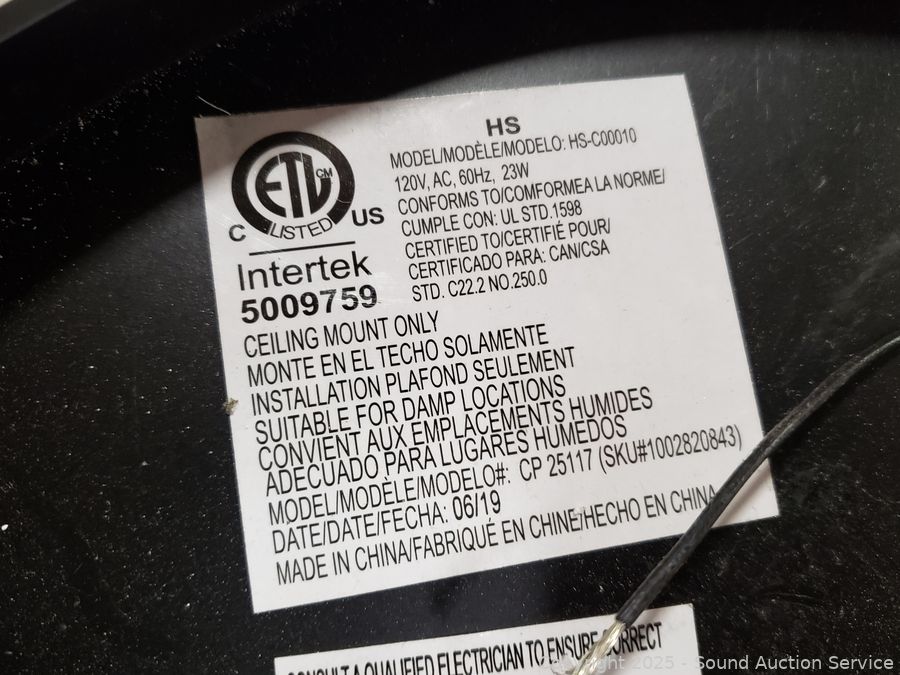 HS
MODEL/MODÈLE/MODELO: HS-C00010
120V, AC, 60Hz, 23W
CONFORMS TO/COMFORMEA LA NORME/
CUMPLE CON: UL STD.1598
CERTIFIED TO/CERTIFIÉ POUR/
CERTIFICADO PARA: CAN/CSA
STD. C22.2 NO.250.0
ETL CM
LISTED
C US
Intertek
5009759
CEILING MOUNT ONLY
MONTE EN EL TECHO SOLAMENTE
INSTALLATION PLAFOND SEULEMENT
SUITABLE FOR DAMP LOCATIONS
CONVIENT AUX EMPLACEMENTS HUMIDES
ADECUADO PARA LUGARES HUMEDOS
MODEL/MODÈLE/MODELO#: CP 25117 (SKU#1002820843)
DATE/DATE/FECHA: 06/19
MADE IN CHINA/FABRIQUÉ EN CHINE/HECHO EN CHINA
CONSULT A QUALIFIED ELECTRICIAN TO ENSURE CORRECT
Copyright 2025 - Sound Auction Service